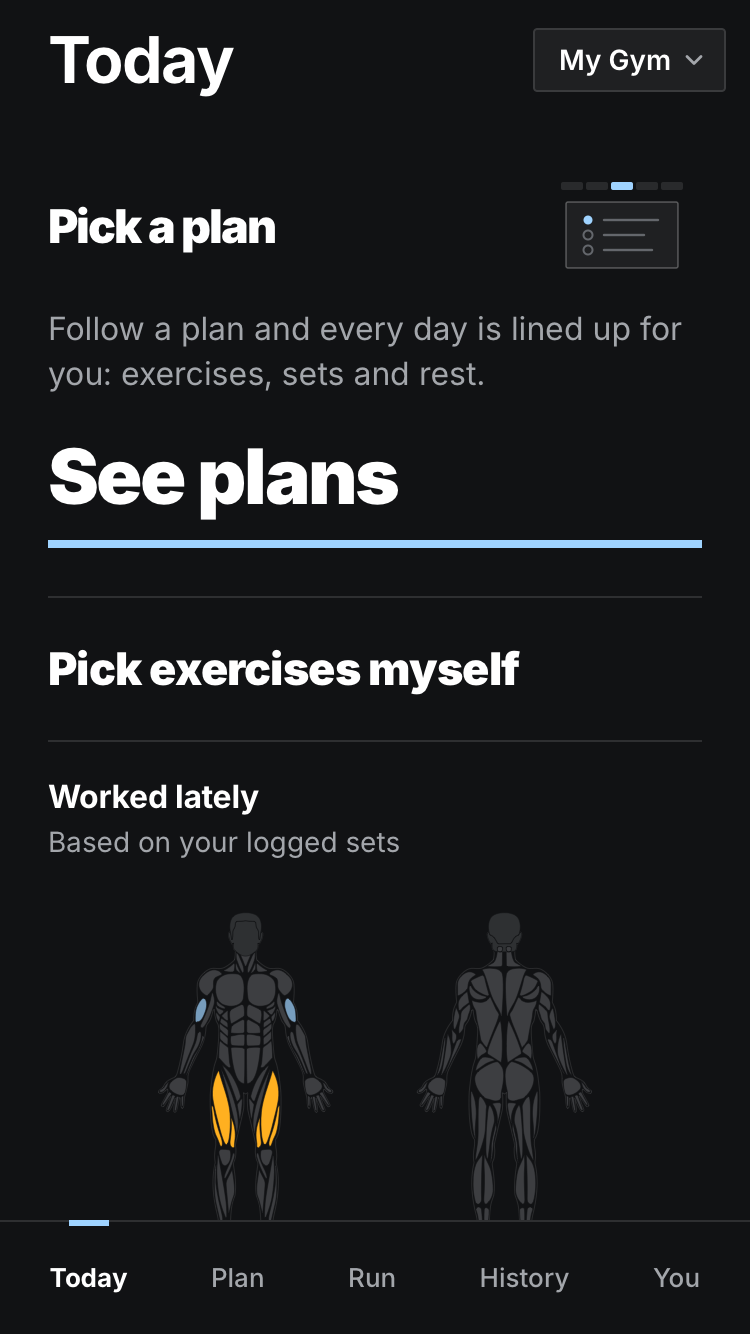 Today
My Gym
Pick a plan
Follow a plan and every day is lined up for
you: exercises, sets and rest.
See plans
Pick exercises myself
Worked lately
Based on your logged sets
Today
Plan
Run
History
You